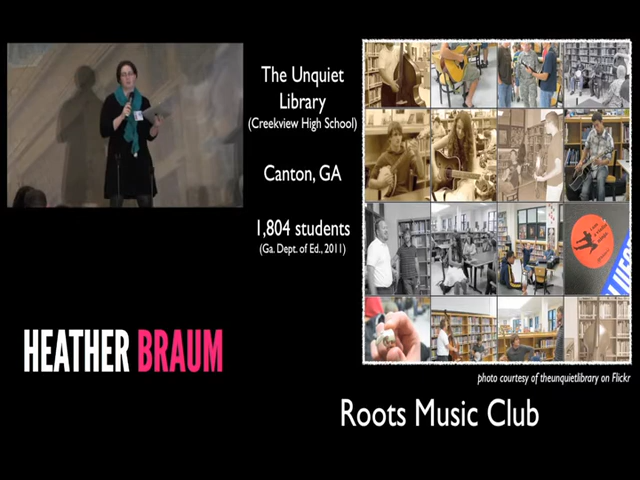 The Unquiet
Library
(Creekview High School)
Canton, GA
1,804 students
(Ga. Dept. of Ed., 2011)
HEATHER BRAUM
photo courtesy of theunquietlibrary on Flickr
Roots Music Club